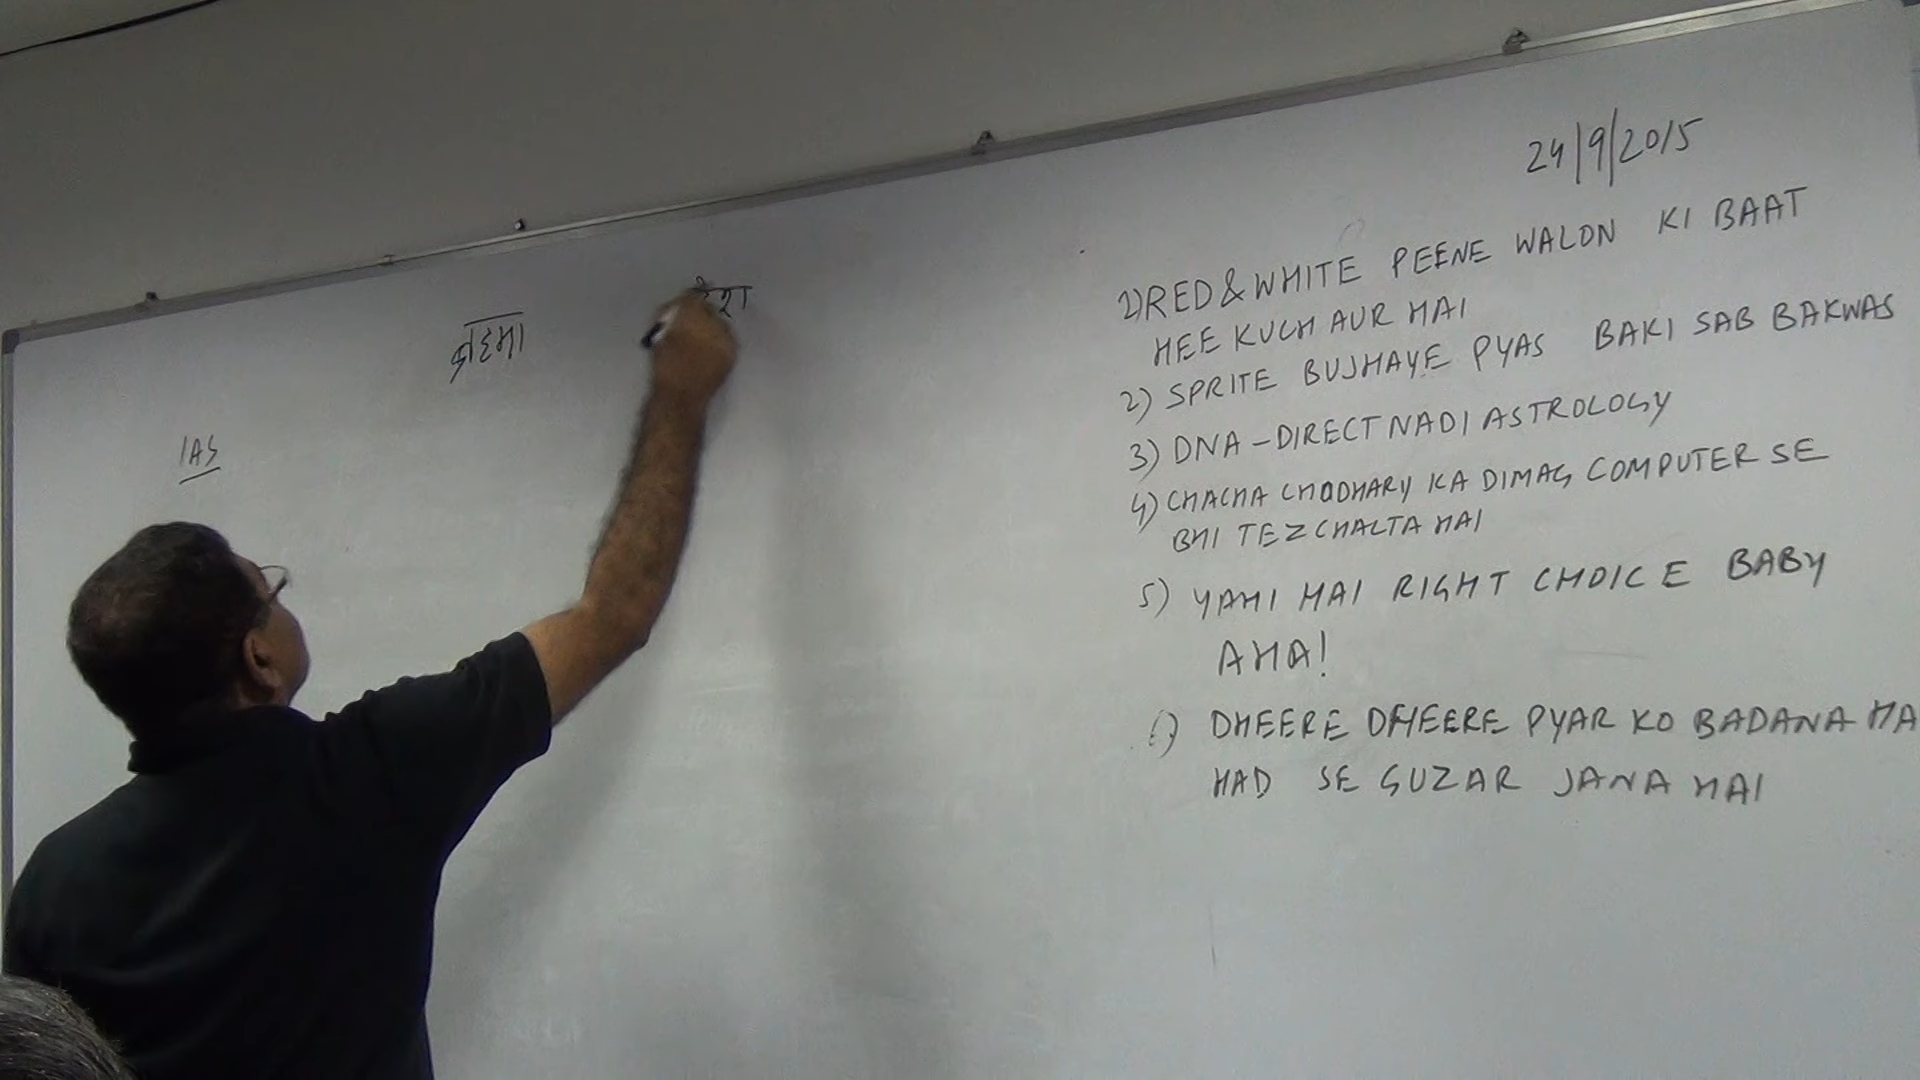 24/9/2015
1) RED & WHITE PEENE WALON KI BAAT
HEE KUCH AUR HAI
2) SPRITE BUJHAYE PYAS BAKI SAB BAKWAS
3) DNA - DIRECT NADI ASTROLOGY
4) CHACHA CHODHARY KA DIMAG COMPUTER SE
BHI TEZ CHALTA HAI
5) YAHI HAI RIGHT CHOICE BABY
AHA!
6) DHEERE DHEERE PYAR KO BADANA HA
HAD SE GUZAR JANA HAI
IAS